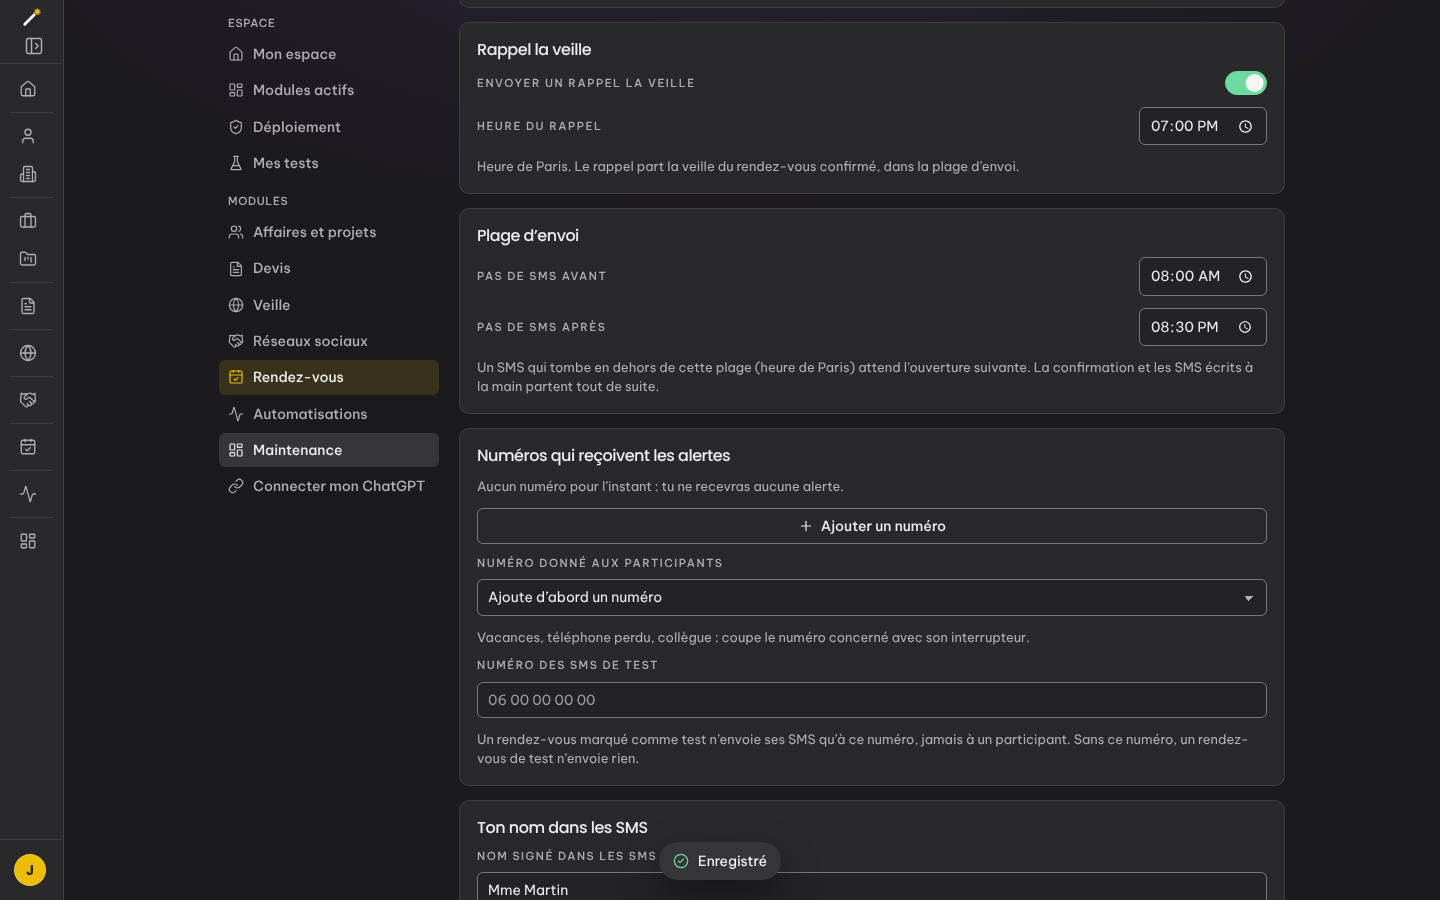 ESPACE
Mon espace
Modules actifs
Déploiement
Mes tests
MODULES
Affaires et projets
Devis
Veille
Réseaux sociaux
Rendez-vous
Automatisations
Maintenance
Connecter mon ChatGPT
J
Rappel la veille
ENVOYER UN RAPPEL LA VEILLE
HEURE DU RAPPEL
07:00 PM
Heure de Paris. Le rappel part la veille du rendez-vous confirmé, dans la plage d’envoi.
Plage d’envoi
PAS DE SMS AVANT
08:00 AM
PAS DE SMS APRÈS
08:30 PM
Un SMS qui tombe en dehors de cette plage (heure de Paris) attend l’ouverture suivante. La confirmation et les SMS écrits à
la main partent tout de suite.
Numéros qui reçoivent les alertes
Aucun numéro pour l’instant : tu ne recevras aucune alerte.
Ajouter un numéro
NUMÉRO DONNÉ AUX PARTICIPANTS
Ajoute d’abord un numéro
Vacances, téléphone perdu, collègue : coupe le numéro concerné avec son interrupteur.
NUMÉRO DES SMS DE TEST
06 00 00 00 00
Un rendez-vous marqué comme test n’envoie ses SMS qu’à ce numéro, jamais à un participant. Sans ce numéro, un rendez-
vous de test n’envoie rien.
Ton nom dans les SMS
NOM SIGNÉ DANS LES SMS
Enregistré
Mme Martin